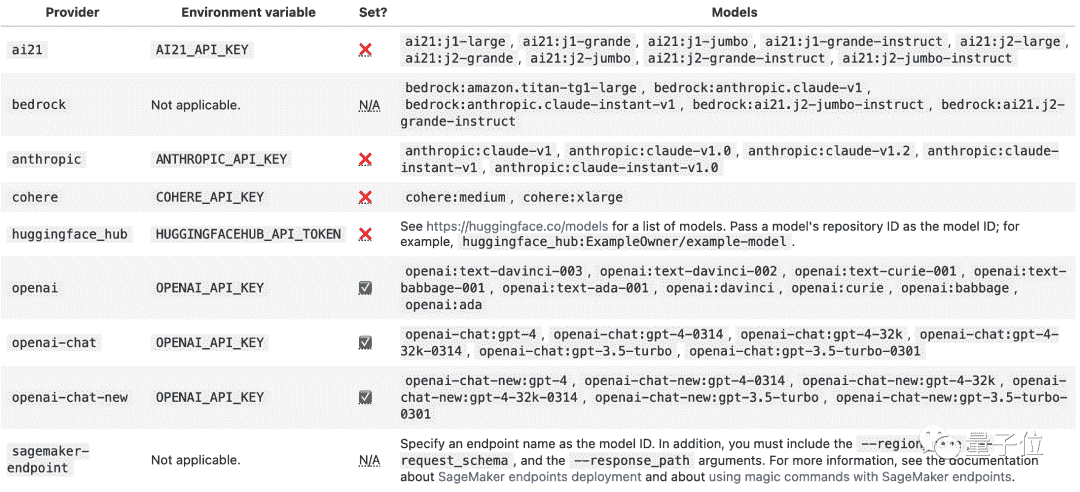 Provider Environment variable Set? Models
ai21 AI21_API_KEY ❌ ai21:j1-large , ai21:j1-grande , ai21:j1-jumbo , ai21:j1-grande-instruct , ai21:j2-large ,
ai21:j2-grande , ai21:j2-jumbo , ai21:j2-grande-instruct , ai21:j2-jumbo-instruct
bedrock Not applicable. N/A bedrock:amazon.titan-tg1-large , bedrock:anthropic.claude-v1 ,
bedrock:anthropic.claude-instant-v1 , bedrock:ai21.j2-jumbo-instruct , bedrock:ai21.j2-
grande-instruct
anthropic ANTHROPIC_API_KEY ❌ anthropic:claude-v1 , anthropic:claude-v1.0 , anthropic:claude-v1.2 , anthropic:claude-
instant-v1 , anthropic:claude-instant-v1.0
cohere COHERE_API_KEY ❌ cohere:medium , cohere:xlarge
huggingface_hub HUGGINGFACEHUB_API_TOKEN ❌ See https://huggingface.co/models for a list of models. Pass a model's repository ID as the model ID; for
example, huggingface_hub:ExampleOwner/example-model .
openai OPENAI_API_KEY ☑ openai:text-davinci-003 , openai:text-davinci-002 , openai:text-curie-001 , openai:text-
babbage-001 , openai:text-ada-001 , openai:davinci , openai:curie , openai:babbage ,
openai:ada
openai-chat OPENAI_API_KEY ☑ openai-chat:gpt-4 , openai-chat:gpt-4-0314 , openai-chat:gpt-4-32k , openai-chat:gpt-4-
32k-0314 , openai-chat:gpt-3.5-turbo , openai-chat:gpt-3.5-turbo-0301
openai-chat-new OPENAI_API_KEY ☑ openai-chat-new:gpt-4 , openai-chat-new:gpt-4-0314 , openai-chat-new:gpt-4-32k , openai-
chat-new:gpt-4-32k-0314 , openai-chat-new:gpt-3.5-turbo , openai-chat-new:gpt-3.5-turbo-
0301
sagemaker-
endpoint Not applicable. N/A Specify an endpoint name as the model ID. In addition, you must include the --region
request_schema , and the --response_path arguments. For more information, see the documentation
about SageMaker endpoints deployment and about using magic commands with SageMaker endpoints.
量子位